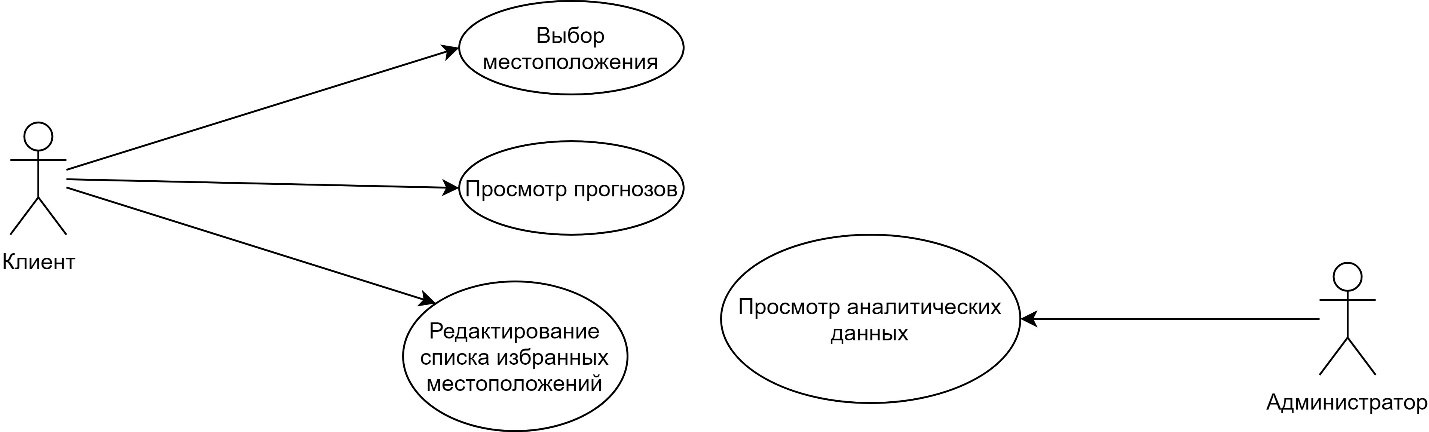 Выбор
местоположения
Просмотр прогнозов
Клиент
Редактирование
списка избранных
местоположений
Просмотр аналитических
данных
Администратор